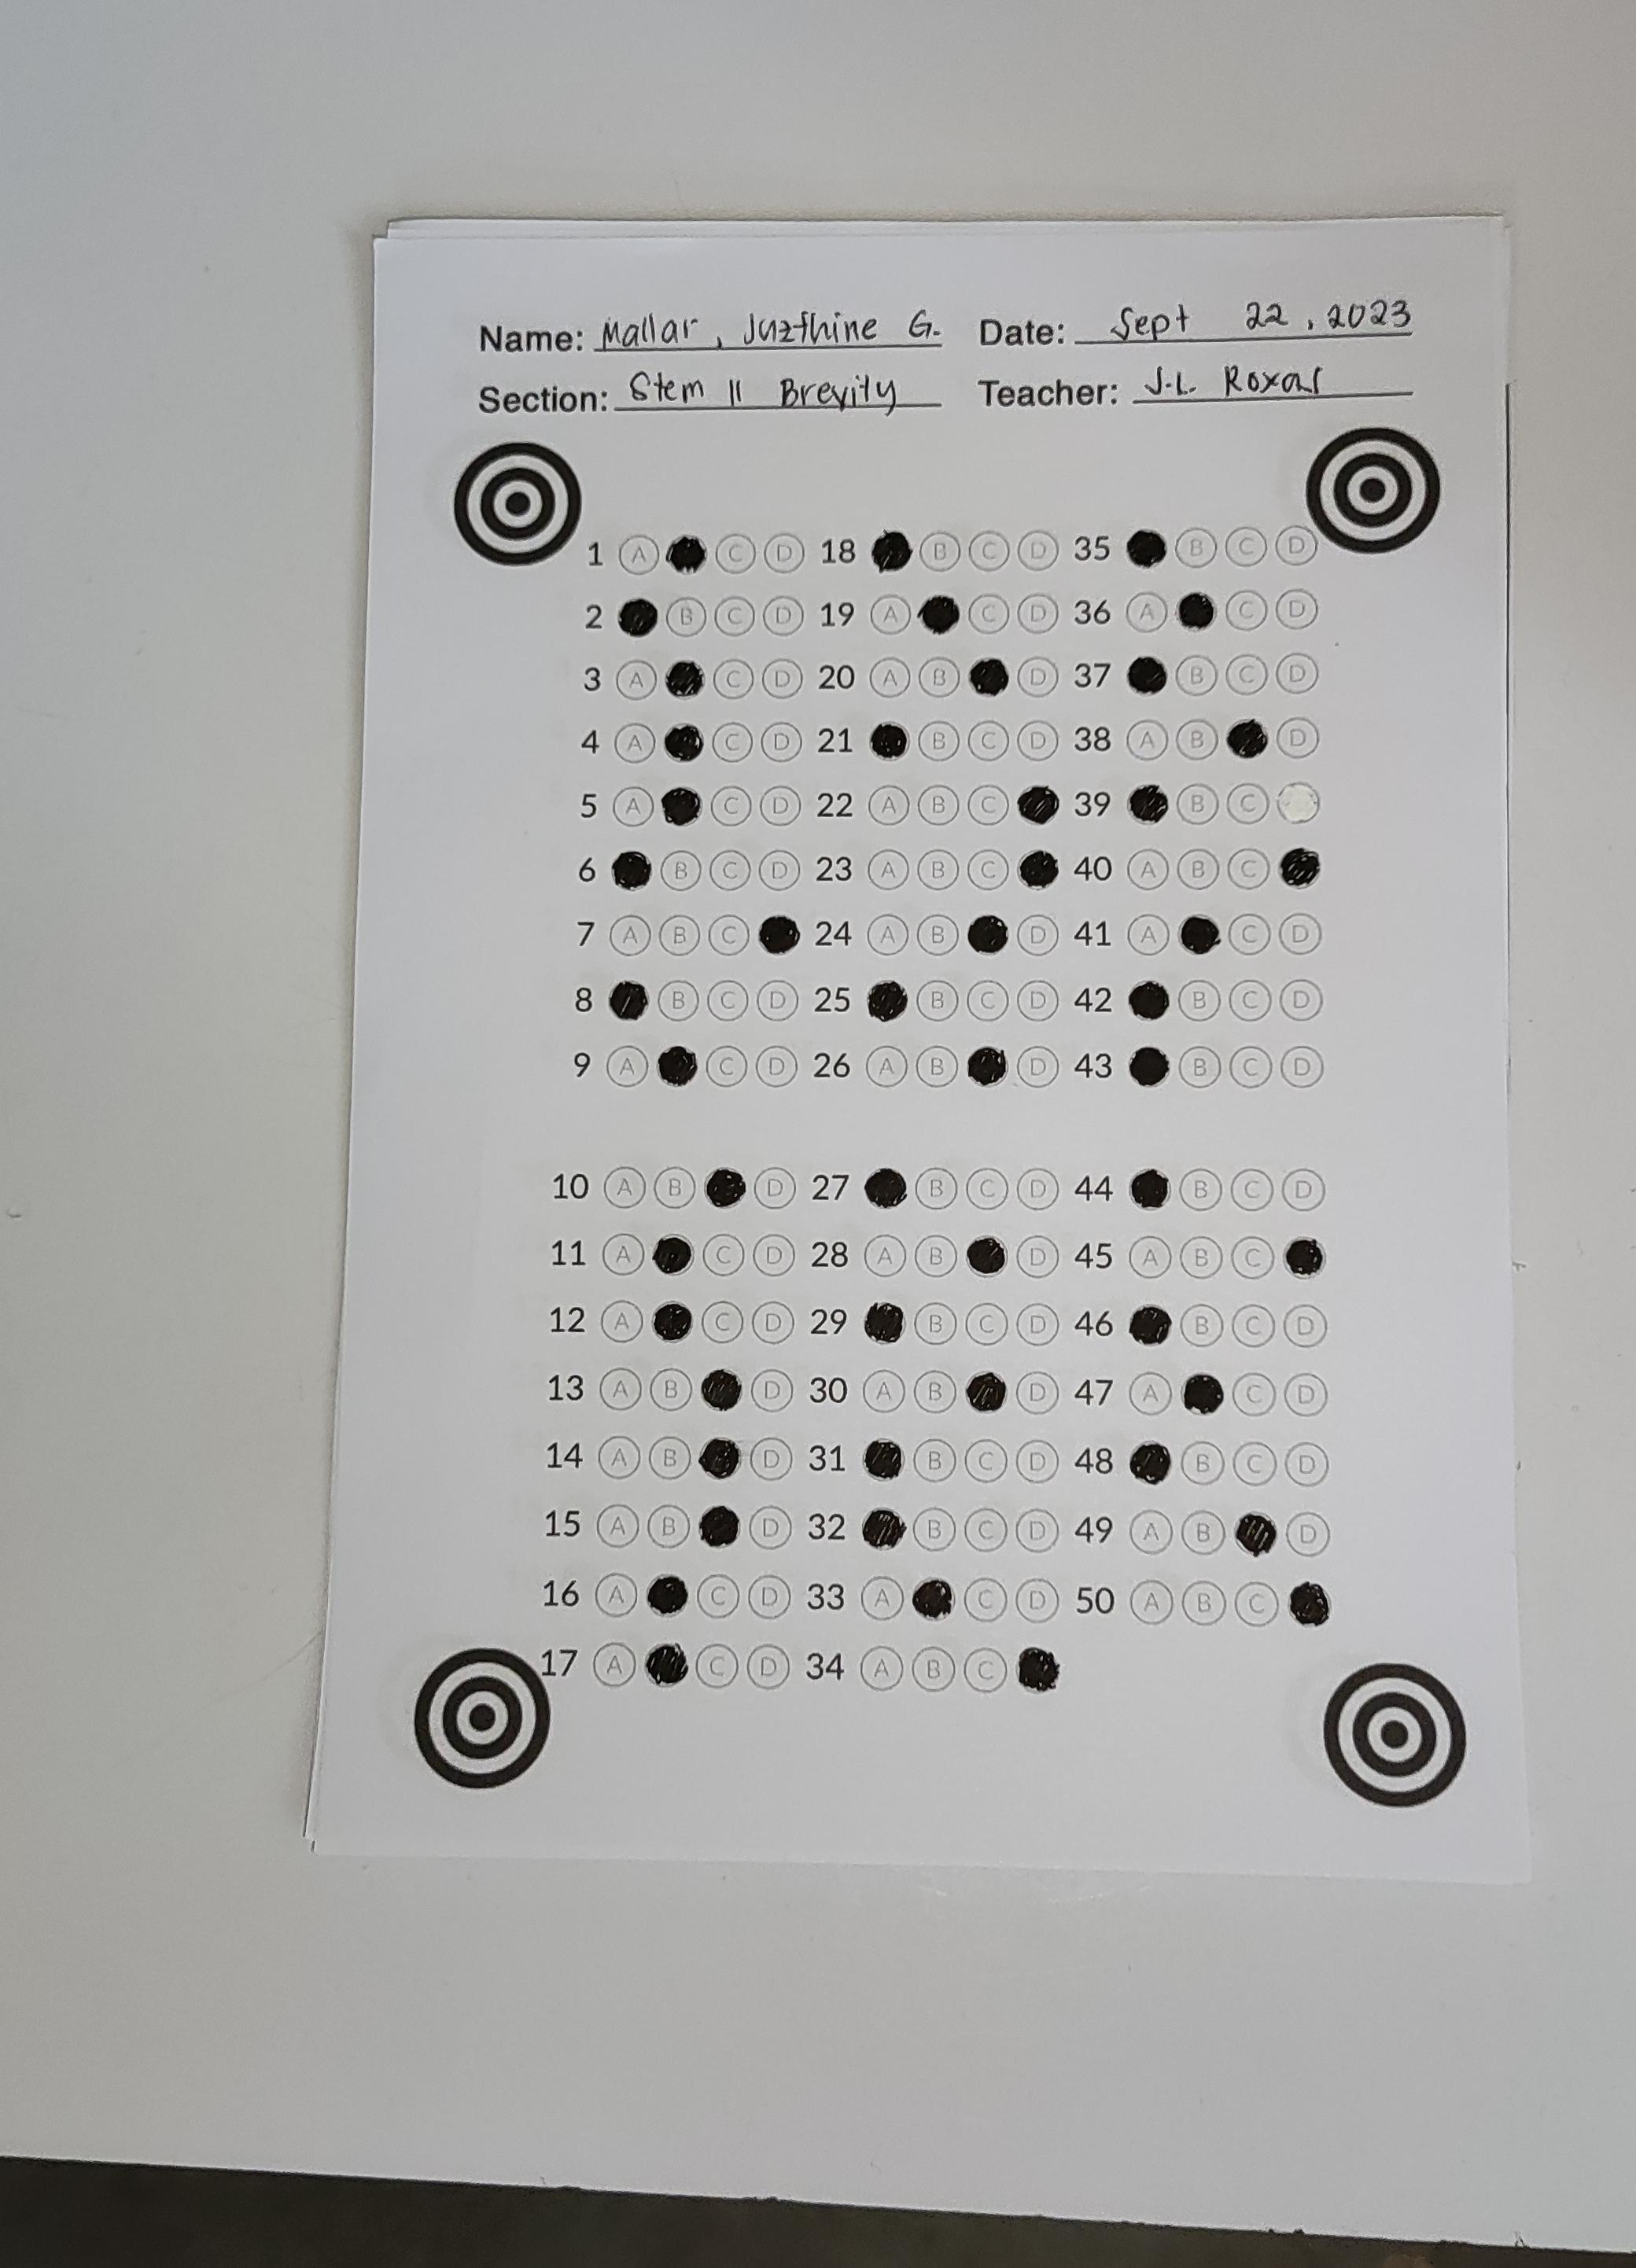 Name: Mallar, Juzthine G. Date: Sept 22, 2023
Section: Stem 11 Brevity Teacher: J.L. Roxas
1 A C D 18 B C D 35 B C D
2 B C D 19 A C D 36 A C D
3 A C D 20 A B D 37 B C D
4 A C D 21 B C D 38 A B D
5 A C D 22 A B C 39 B C
6 B C D 23 A B C 40 A B C
7 A B C 24 A B D 41 A C D
8 B C D 25 B C D 42 B C D
9 A C D 26 A B D 43 B C D
10 A B D 27 B C D 44 B C D
11 A C D 28 A B D 45 A B C
12 A C D 29 B C D 46 B C D
13 A B D 30 A B D 47 A C D
14 A B D 31 B C D 48 B C D
15 A B D 32 B C D 49 A B D
16 A C D 33 A C D 50 A B C
17 A C D 34 A B C